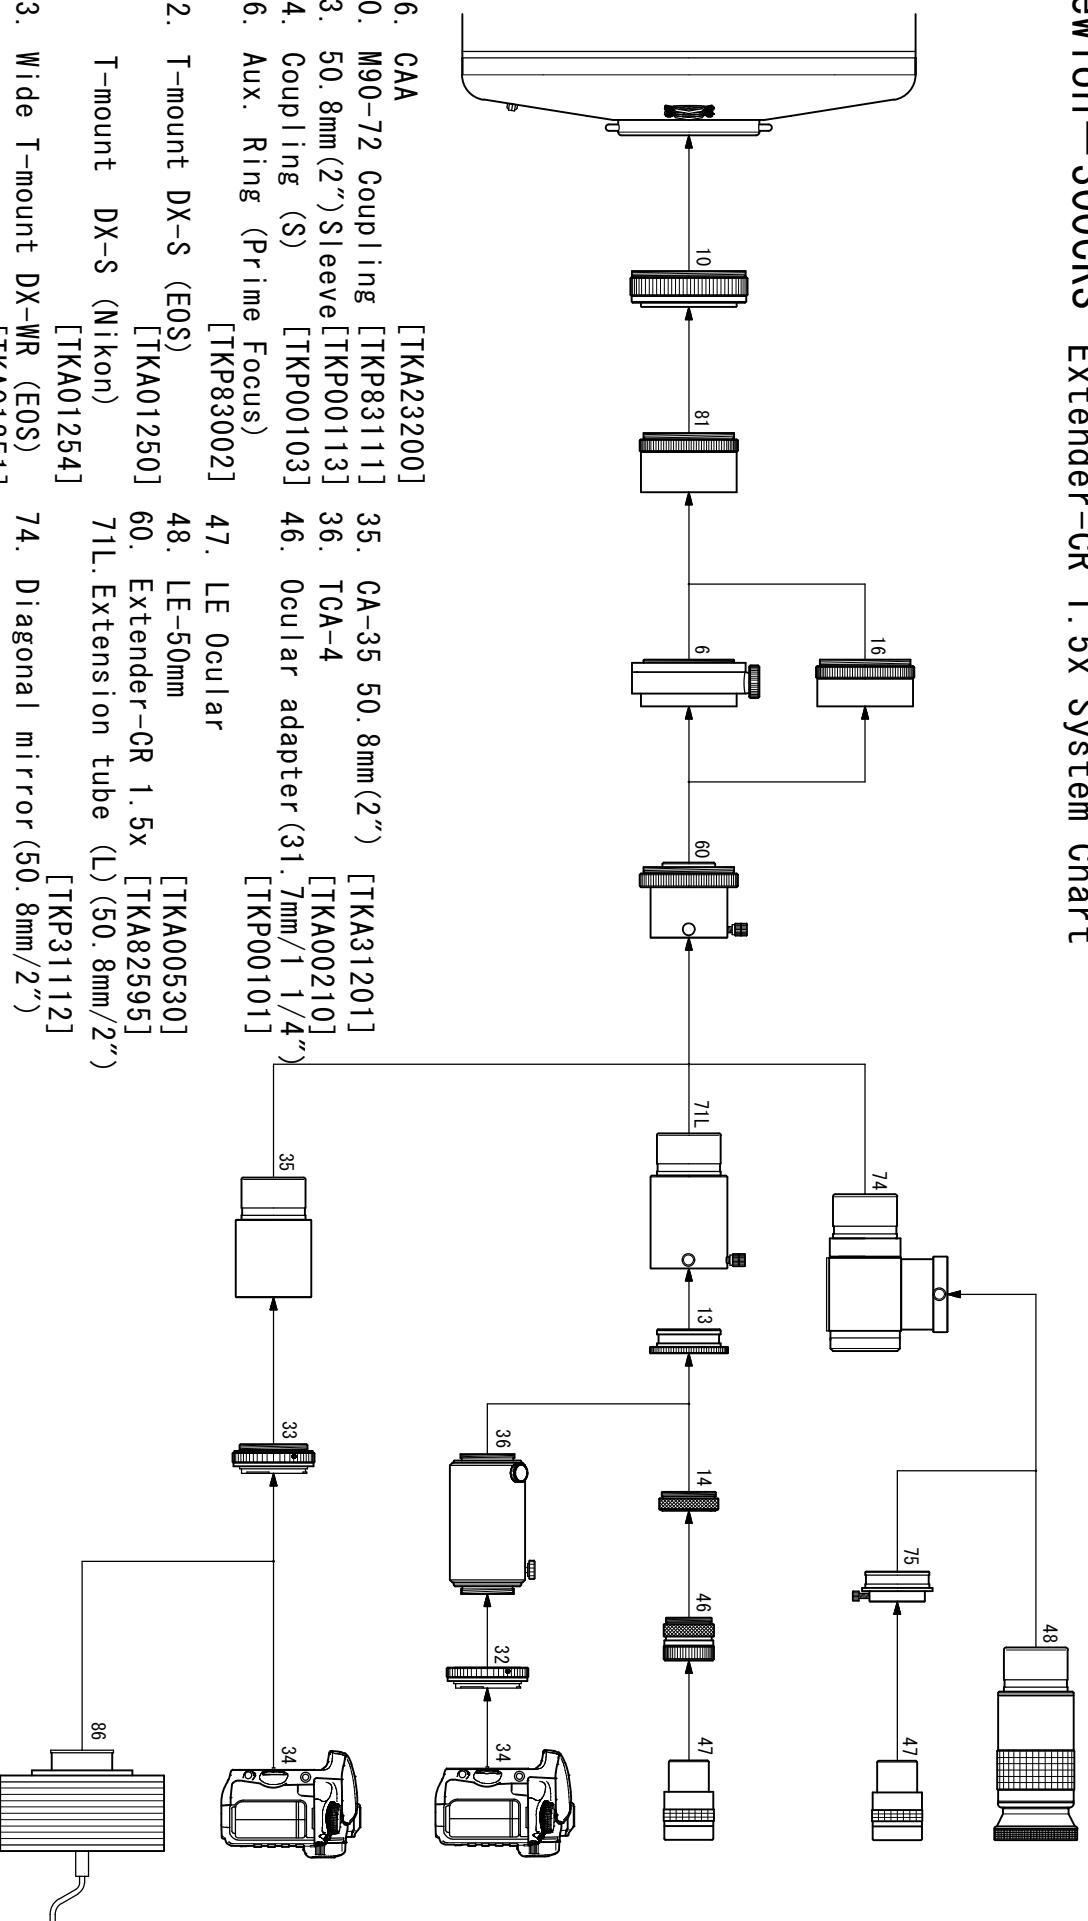 Extender-CR 1.5x System Chart
10
81
16
6
60
74
71L
35
13
33
36
14
32
46
75
48
47
47
34
34
86
6. CAA
[TKA23200]
0. M90-72 Coupling [TKP83111]
3. 50.8mm(2″)Sleeve[TKP00113]
4. Coupling (S) [TKP00103]
6. Aux. Ring (Prime Focus)
[TKP83002]
2. T-mount DX-S (EOS)
[TKA01250]
T-mount DX-S (Nikon)
[TKA01254]
3. Wide T-mount DX-WR (EOS)
35. CA-35 50.8mm(2″) [TKA31201]
36. TCA-4 [TKA00210]
46. Ocular adapter(31.7mm/1 1/4″)
[TKP00101]
47. LE Ocular
48. LE-50mm [TKA00530]
60. Extender-CR 1.5x [TKA82595]
71L.Extension tube (L)(50.8mm/2″)
[TKP31112]
74. Diagonal mirror(50.8mm/2″)